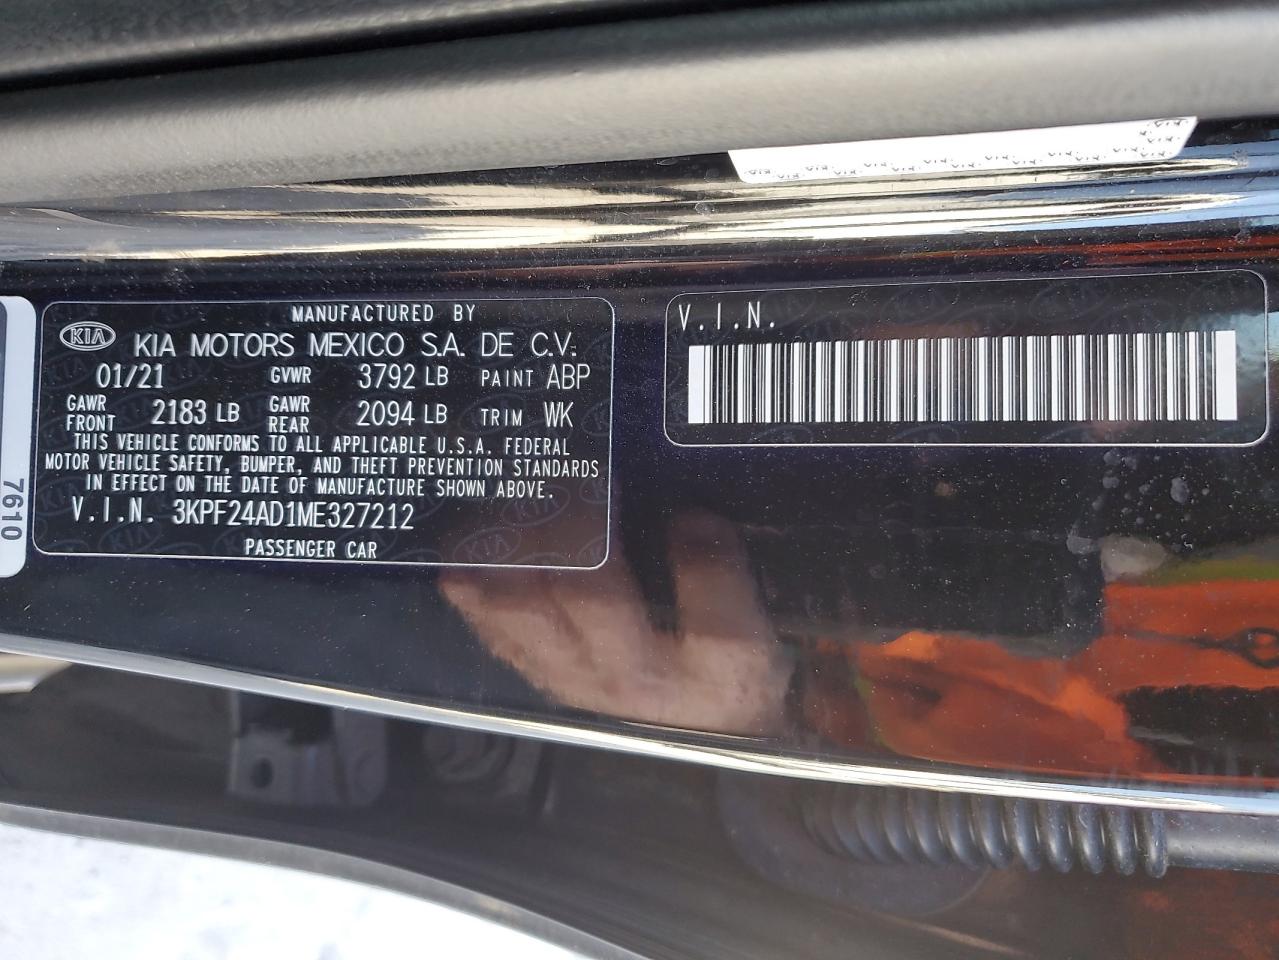 KIA MANUFACTURED BY
KIA MOTORS MEXICO S.A. DE C.V.
01/21 GVWR 3792 LB PAINT ABP
GAWR FRONT 2183 LB GAWR REAR 2094 LB TRIM WK
THIS VEHICLE CONFORMS TO ALL APPLICABLE U.S.A. FEDERAL
MOTOR VEHICLE SAFETY, BUMPER, AND THEFT PREVENTION STANDARDS
IN EFFECT ON THE DATE OF MANUFACTURE SHOWN ABOVE.
V.I.N. 3KPF24AD1ME327212
PASSENGER CAR
V.I.N.
7610